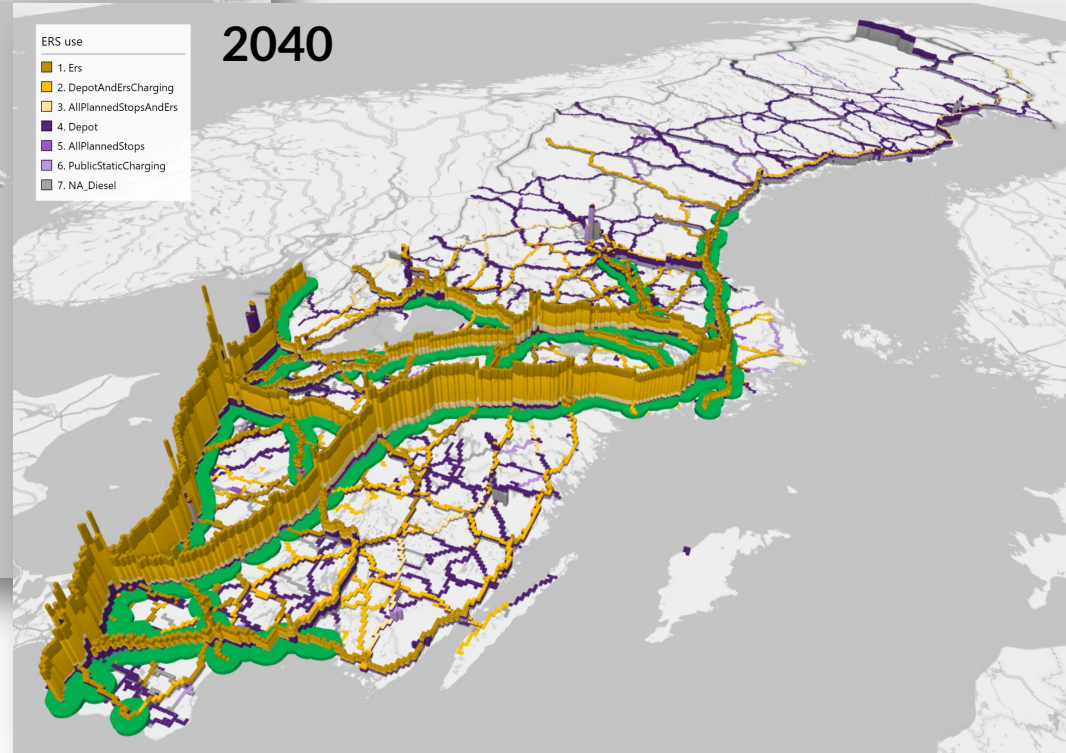 2040
ERS use
1. Ers
2. DepotAndErsCharging
3. AllPlannedStopsAndErs
4. Depot
5. AllPlannedStops
6. PublicStaticCharging
7. NA_Diesel